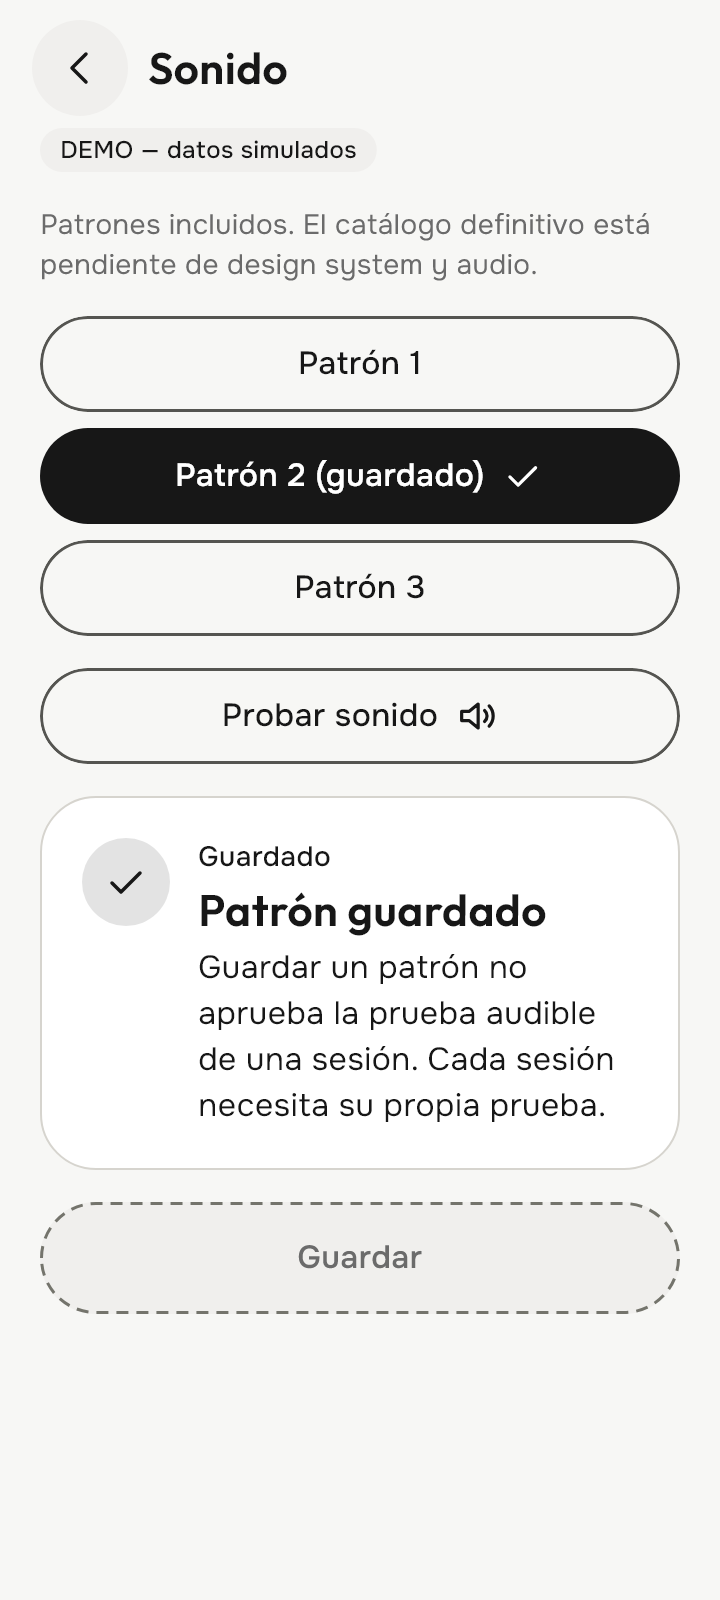 Sonido
DEMO — datos simulados
Patrones incluidos. El catálogo definitivo está
pendiente de design system y audio.
Patrón 1
Patrón 2 (guardado)
Patrón 3
Probar sonido
Guardado
Patrón guardado
Guardar un patrón no
aprueba la prueba audible
de una sesión. Cada sesión
necesita su propia prueba.
Guardar